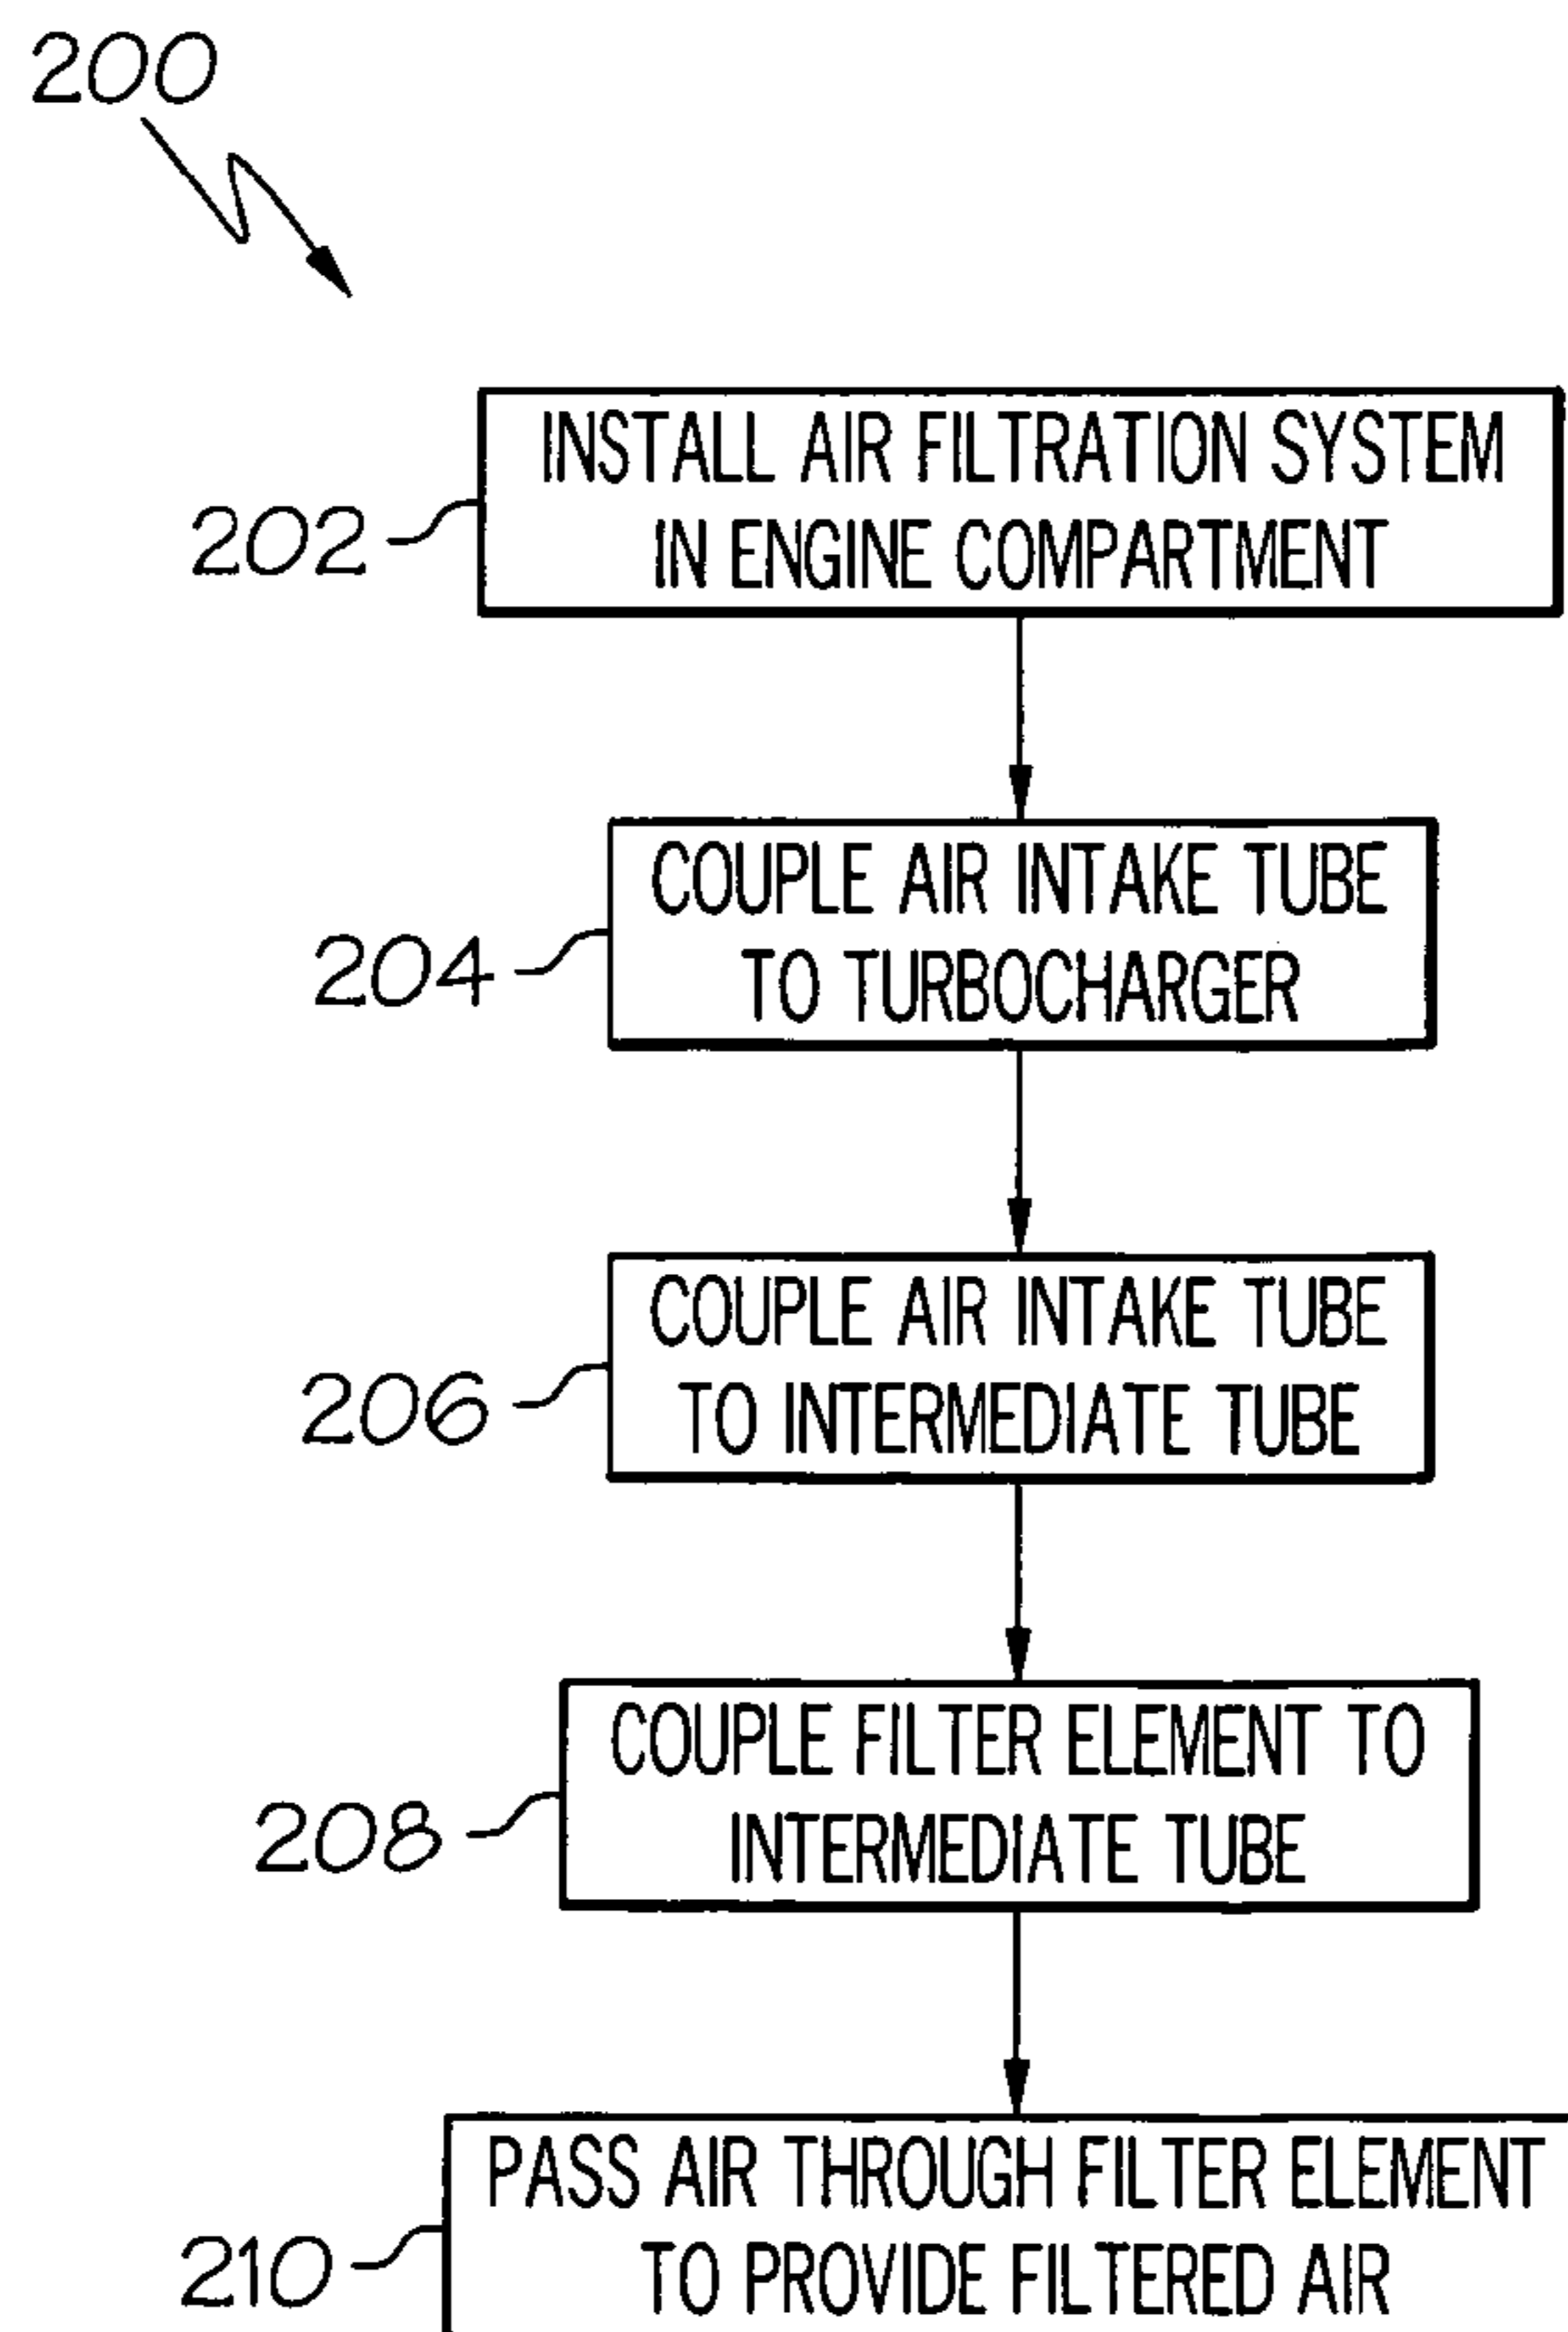 200
INSTALL AIR FILTRATION SYSTEM
IN ENGINE COMPARTMENT
202
COUPLE AIR INTAKE TUBE
TO TURBOCHARGER
204
COUPLE AIR INTAKE TUBE
TO INTERMEDIATE TUBE
206
COUPLE FILTER ELEMENT TO
INTERMEDIATE TUBE
208
PASS AIR THROUGH FILTER ELEMENT
TO PROVIDE FILTERED AIR
210